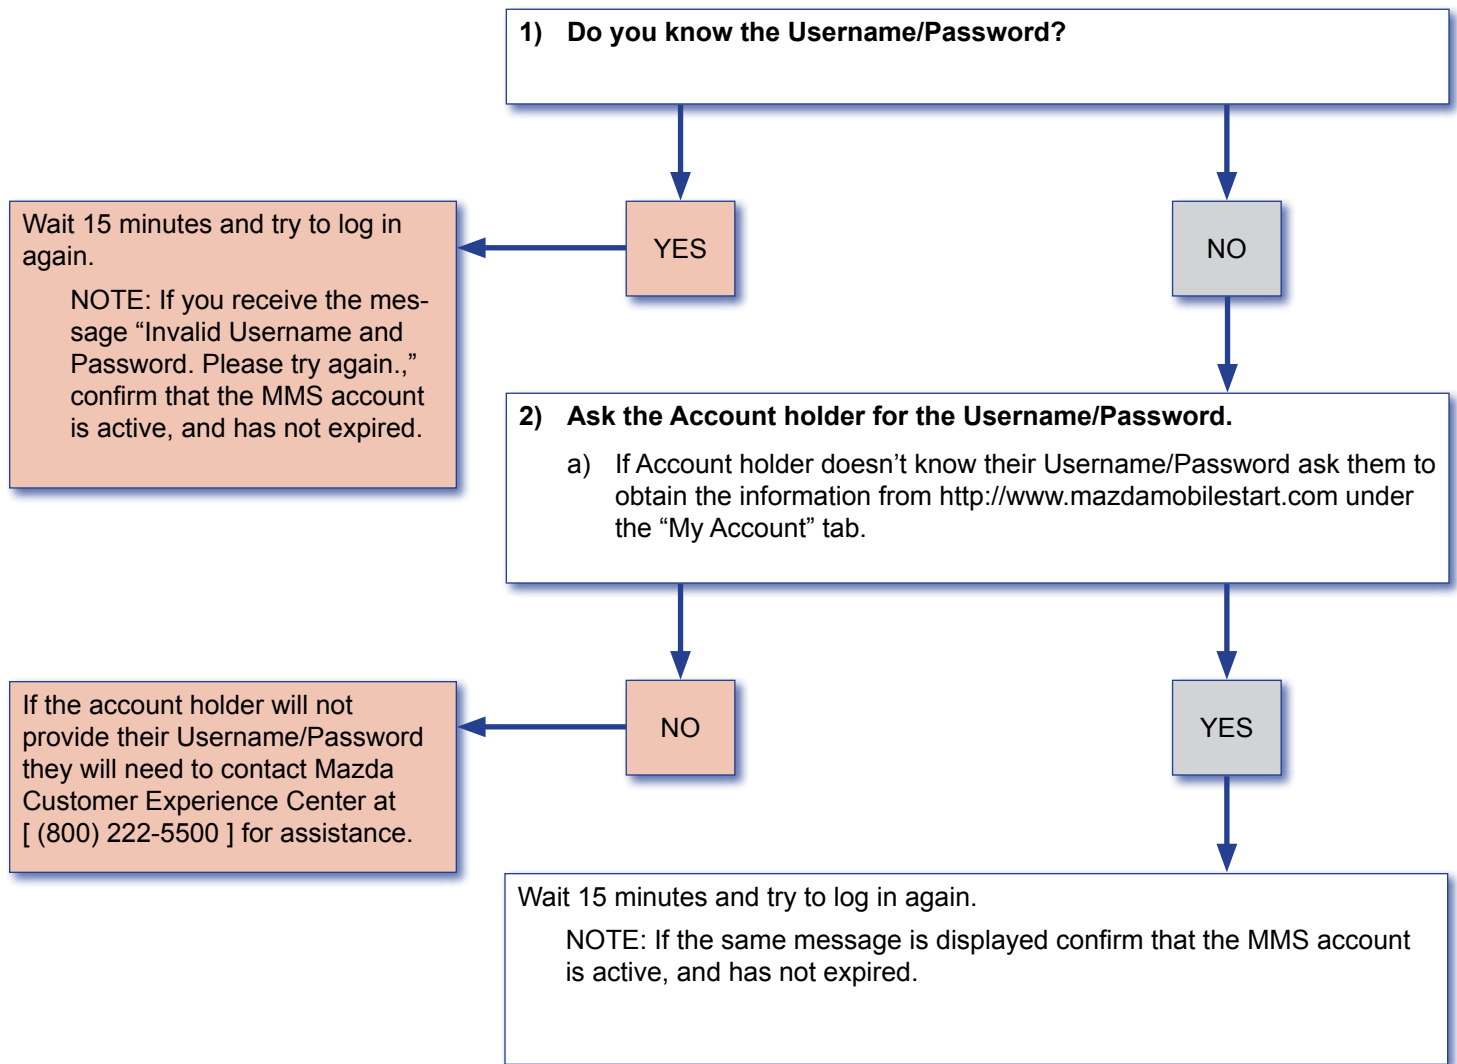 1) Do you know the Username/Password?
YES
NO
Wait 15 minutes and try to log in
again.
NOTE: If you receive the mes-
sage “Invalid Username and
Password. Please try again.,”
confirm that the MMS account
is active, and has not expired.
2) Ask the Account holder for the Username/Password.
a) If Account holder doesn’t know their Username/Password ask them to
obtain the information from http://www.mazdamobilestart.com under
the “My Account” tab.
NO
YES
If the account holder will not
provide their Username/Password
they will need to contact Mazda
Customer Experience Center at
[ (800) 222-5500 ] for assistance.
Wait 15 minutes and try to log in again.
NOTE: If the same message is displayed confirm that the MMS account
is active, and has not expired.